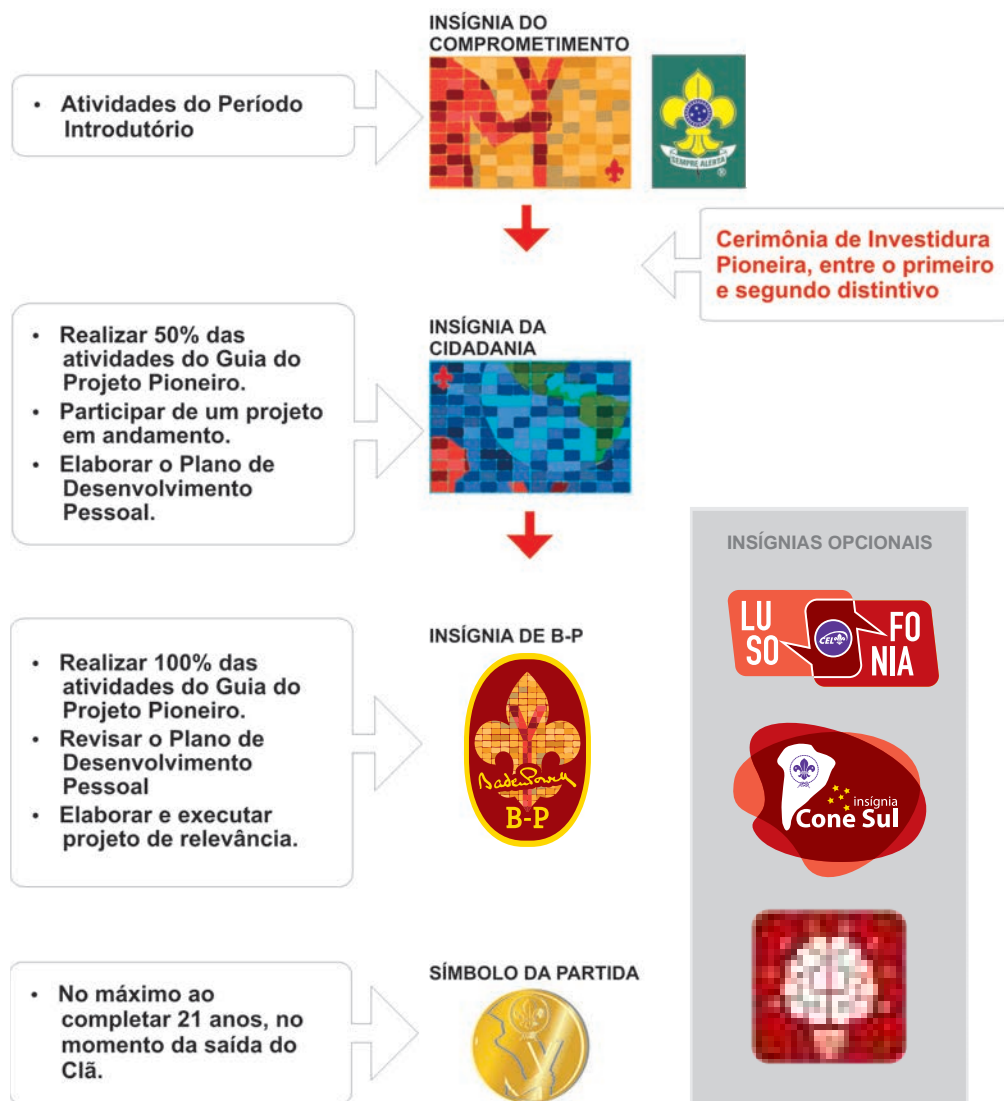 INSÍGNIA DO
COMPROMETIMENTO
• Atividades do Período
Introdutório
SEMPRE ALERTA
®
Cerimônia de Investidura
Pioneira, entre o primeiro
e segundo distintivo
• Realizar 50% das
atividades do Guia do
Projeto Pioneiro.
• Participar de um projeto
em andamento.
• Elaborar o Plano de
Desenvolvimento
Pessoal.
INSÍGNIA DA
CIDADANIA
• Realizar 100% das
atividades do Guia do
Projeto Pioneiro.
• Revisar o Plano de
Desenvolvimento
Pessoal
• Elaborar e executar
projeto de relevância.
INSÍGNIA DE B-P
Baden Powell
B-P
• No máximo ao
completar 21 anos, no
momento da saída do
Clã.
SÍMBOLO DA PARTIDA
INSÍGNIAS OPCIONAIS
LU
SO
CEL
FO
NIA
insígnia
Cone Sul